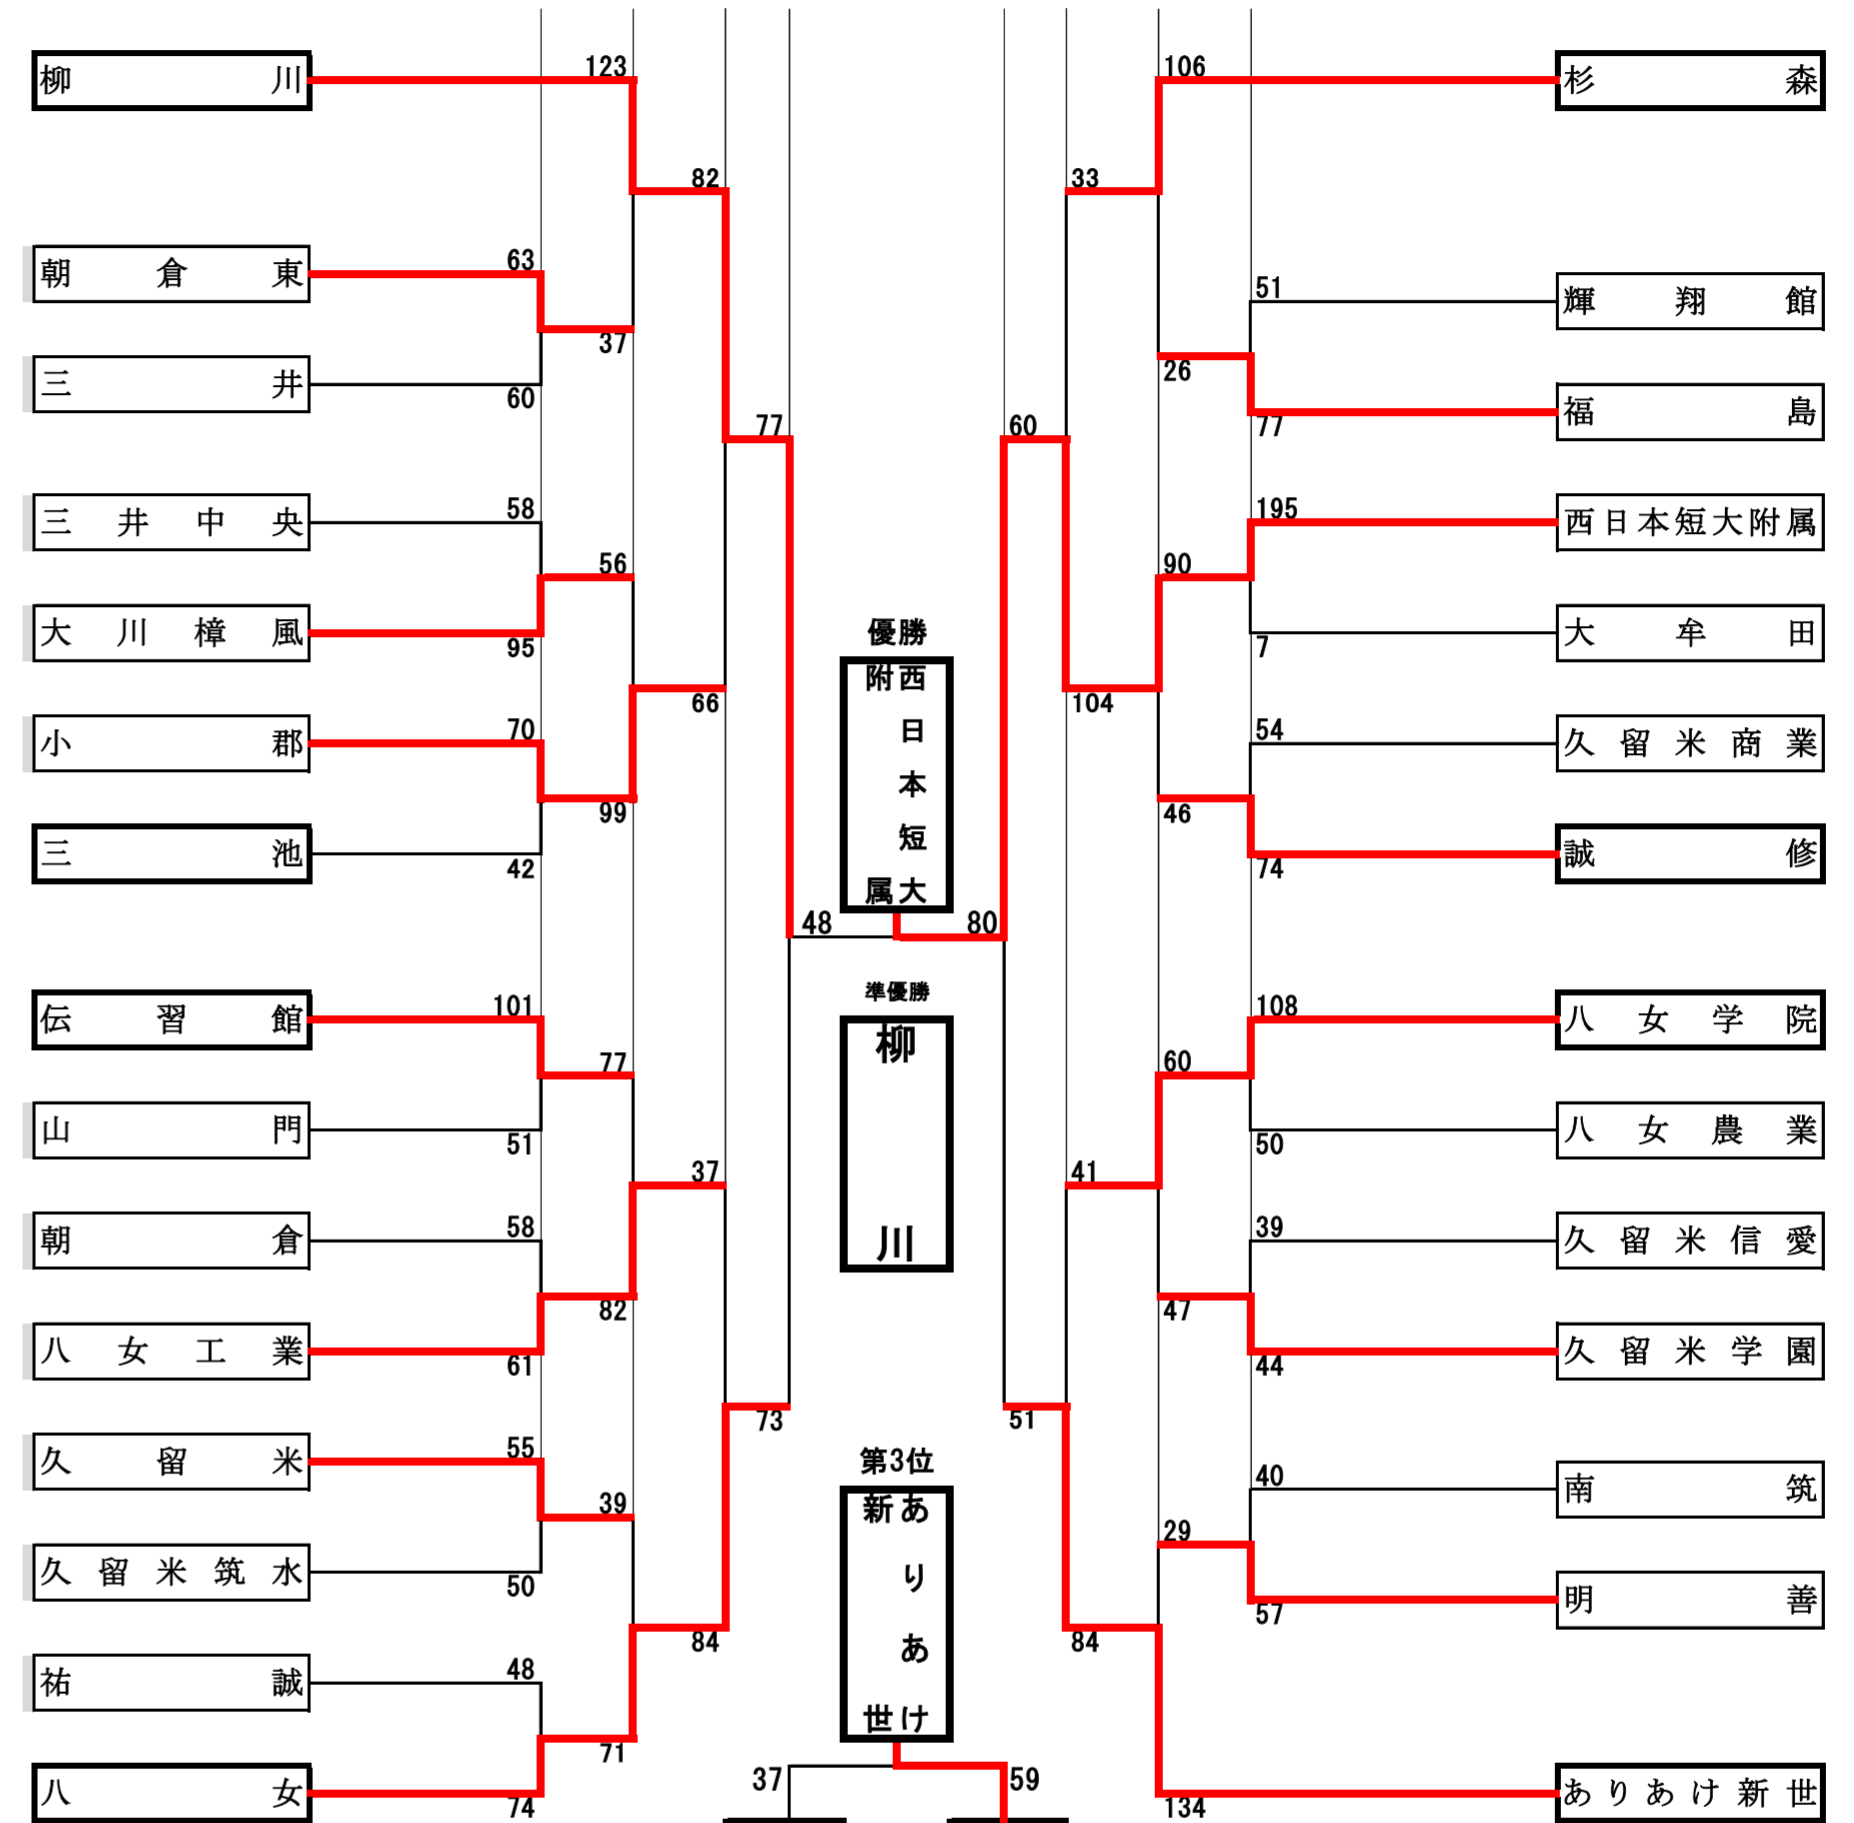 柳川
123
82
朝倉東
63
37
三井
60
77
三井中央
58
56
大川樟風
95
66
小郡
70
99
三池
42
48
伝習館
101
77
山門
51
37
朝倉
58
82
八女工業
61
73
久留米
55
39
久留米筑水
50
84
祐誠
48
71
八女
74
優勝
西日本短大
附属
準優勝
柳川
第3位
ありあけ
新世
37
59
106
杉森
33
51
輝翔館
26
77
福島
60
195
西日本短大附属
90
7
大牟田
104
54
久留米商業
46
74
誠修
80
108
八女学院
60
50
八女農業
41
39
久留米信愛
47
44
久留米学園
51
40
南筑
29
57
明善
84
134
ありあけ新世